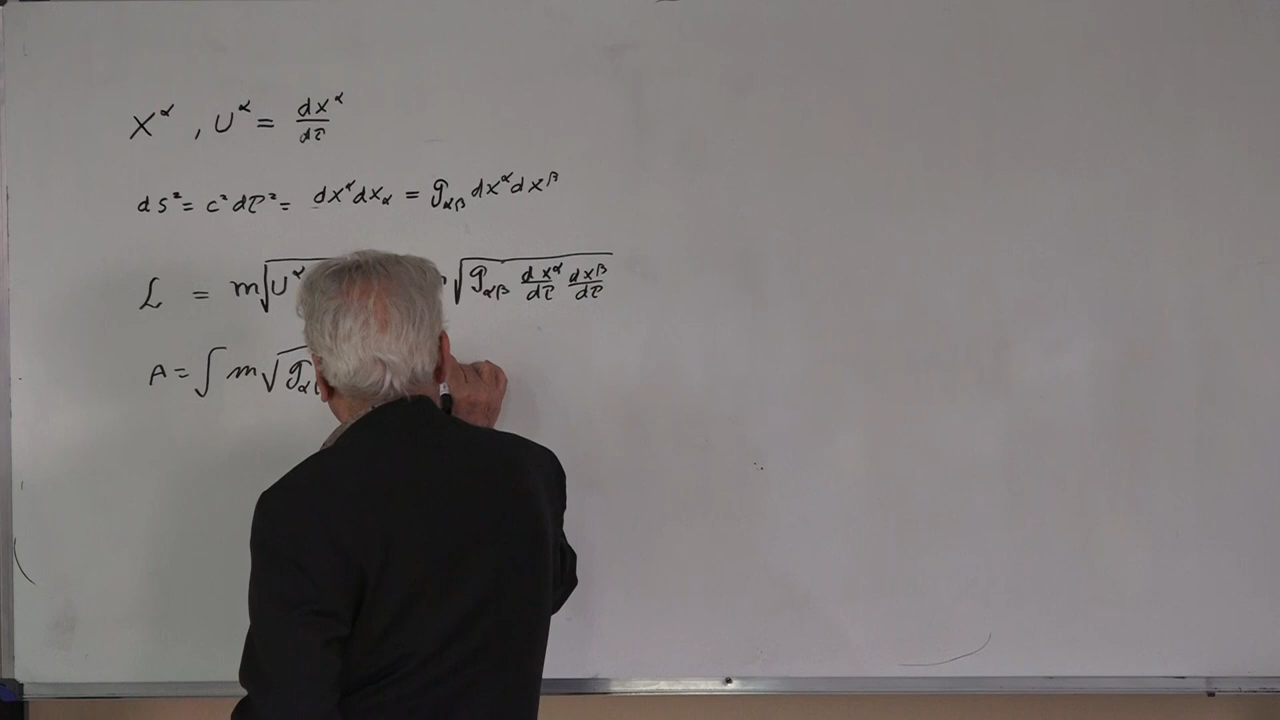 X^α , U^α = dx^α/dτ
ds² = c²dτ² = dx^α dx_α = g_αβ dx^α dx^β
L = m√U^α √g_αβ dx^α/dτ dx^β/dτ
A = ∫ m√g_α